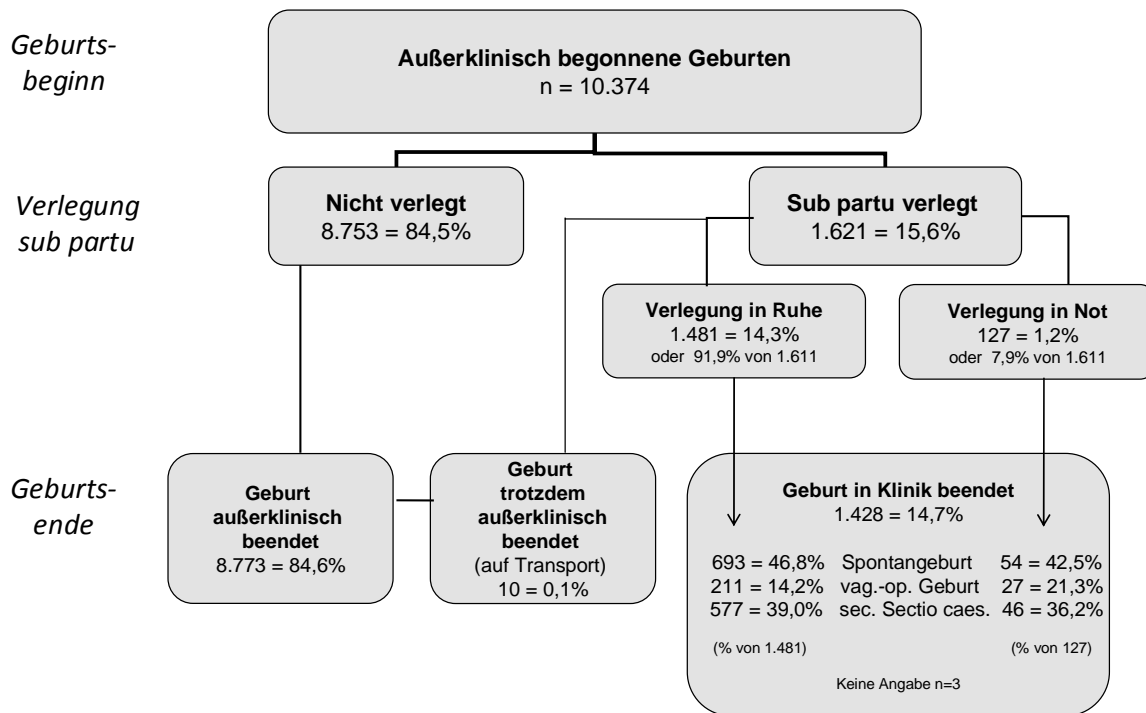 Geburts-
beginn
Außerklinisch begonnene Geburten
n = 10.374
Verlegung
sub partu
Nicht verlegt
8.753 = 84,5%
Sub partu verlegt
1.621 = 15,6%
Verlegung in Ruhe
1.481 = 14,3%
oder 91,9% von 1.611
Verlegung in Not
127 = 1,2%
oder 7,9% von 1.611
Geburts-
ende
Geburt
außerklinisch
beendet
8.773 = 84,6%
Geburt
trotzdem
außerklinisch
beendet
(auf Transport)
10 = 0,1%
Geburt in Klinik beendet
1.428 = 14,7%
693 = 46,8% Spontangeburt 54 = 42,5%
211 = 14,2% vag.-op. Geburt 27 = 21,3%
577 = 39,0% sec. Sectio caes. 46 = 36,2%
(% von 1.481) (% von 127)
Keine Angabe n=3